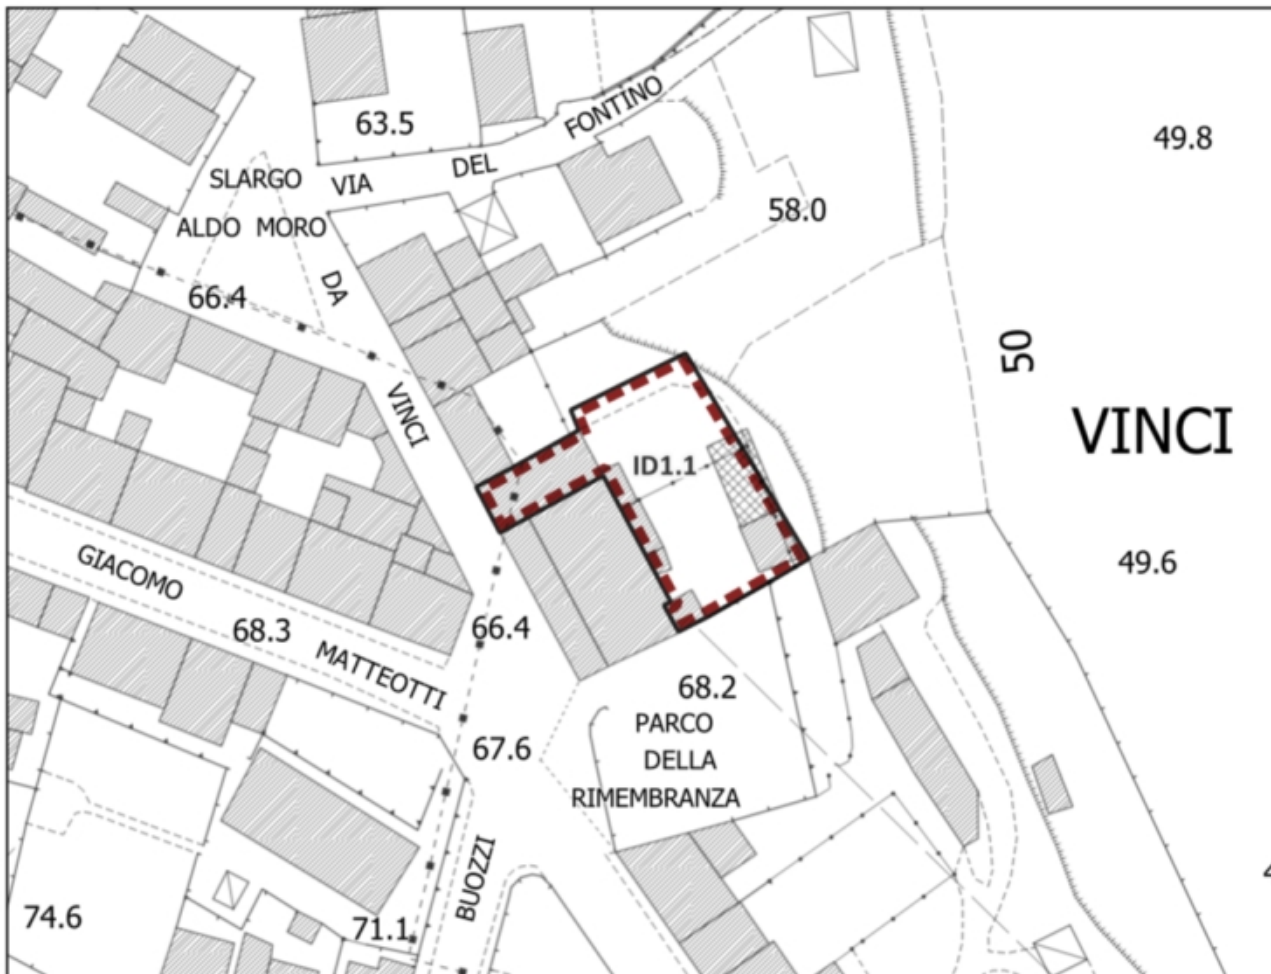 63.5
FONTINO
DEL
VIA
SLARGO
ALDO MORO
49.8
58.0
DA
66.4
50
VINCI
VINCI
ID1.1
49.6
GIACOMO
68.3
MATTEOTTI
66.4
68.2
PARCO
DELLA
RIMEMBRANZA
67.6
BUOZZI
74.6
71.1